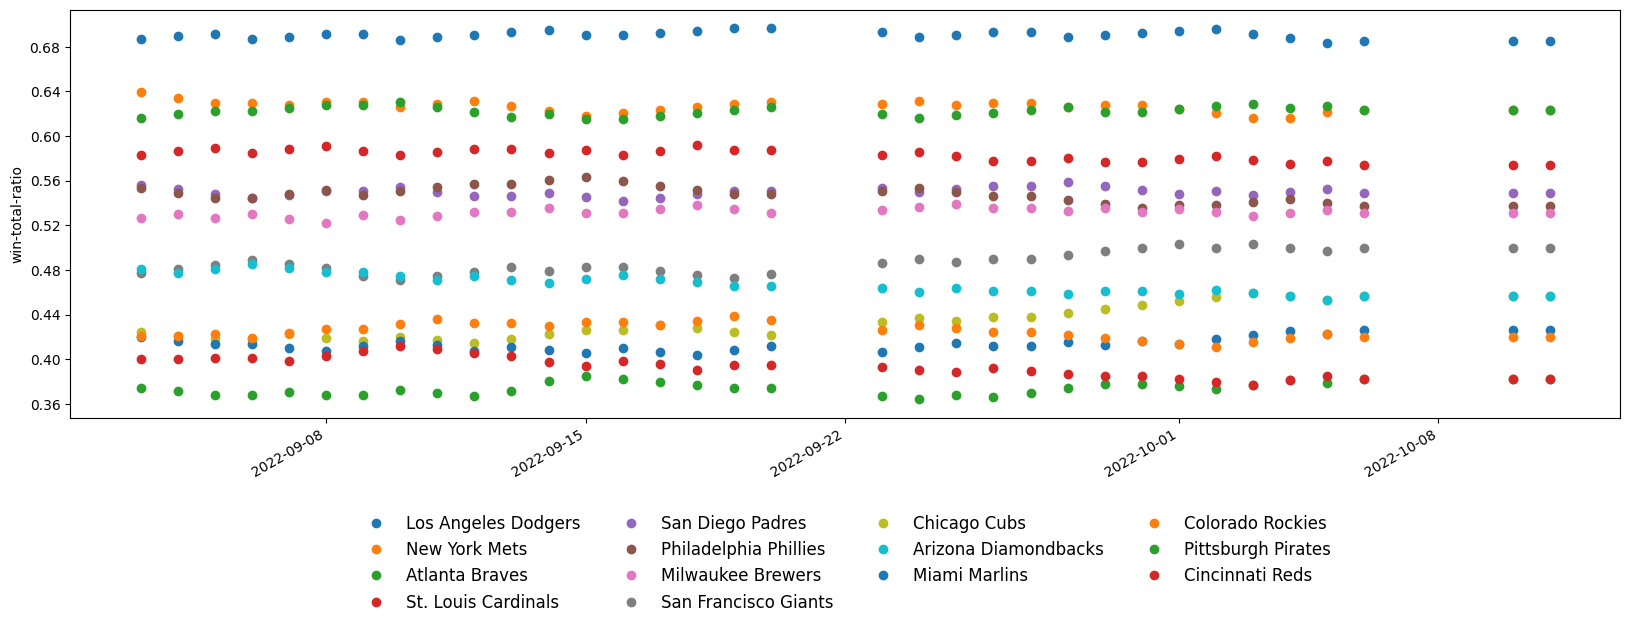 win-total-ratio
0.68
0.64
0.60
0.56
0.52
0.48
0.44
0.40
0.36
2022-09-08
2022-09-15
2022-09-22
2022-10-01
2022-10-08
Los Angeles Dodgers
New York Mets
Atlanta Braves
St. Louis Cardinals
San Diego Padres
Philadelphia Phillies
Milwaukee Brewers
San Francisco Giants
Chicago Cubs
Arizona Diamondbacks
Miami Marlins
Colorado Rockies
Pittsburgh Pirates
Cincinnati Reds